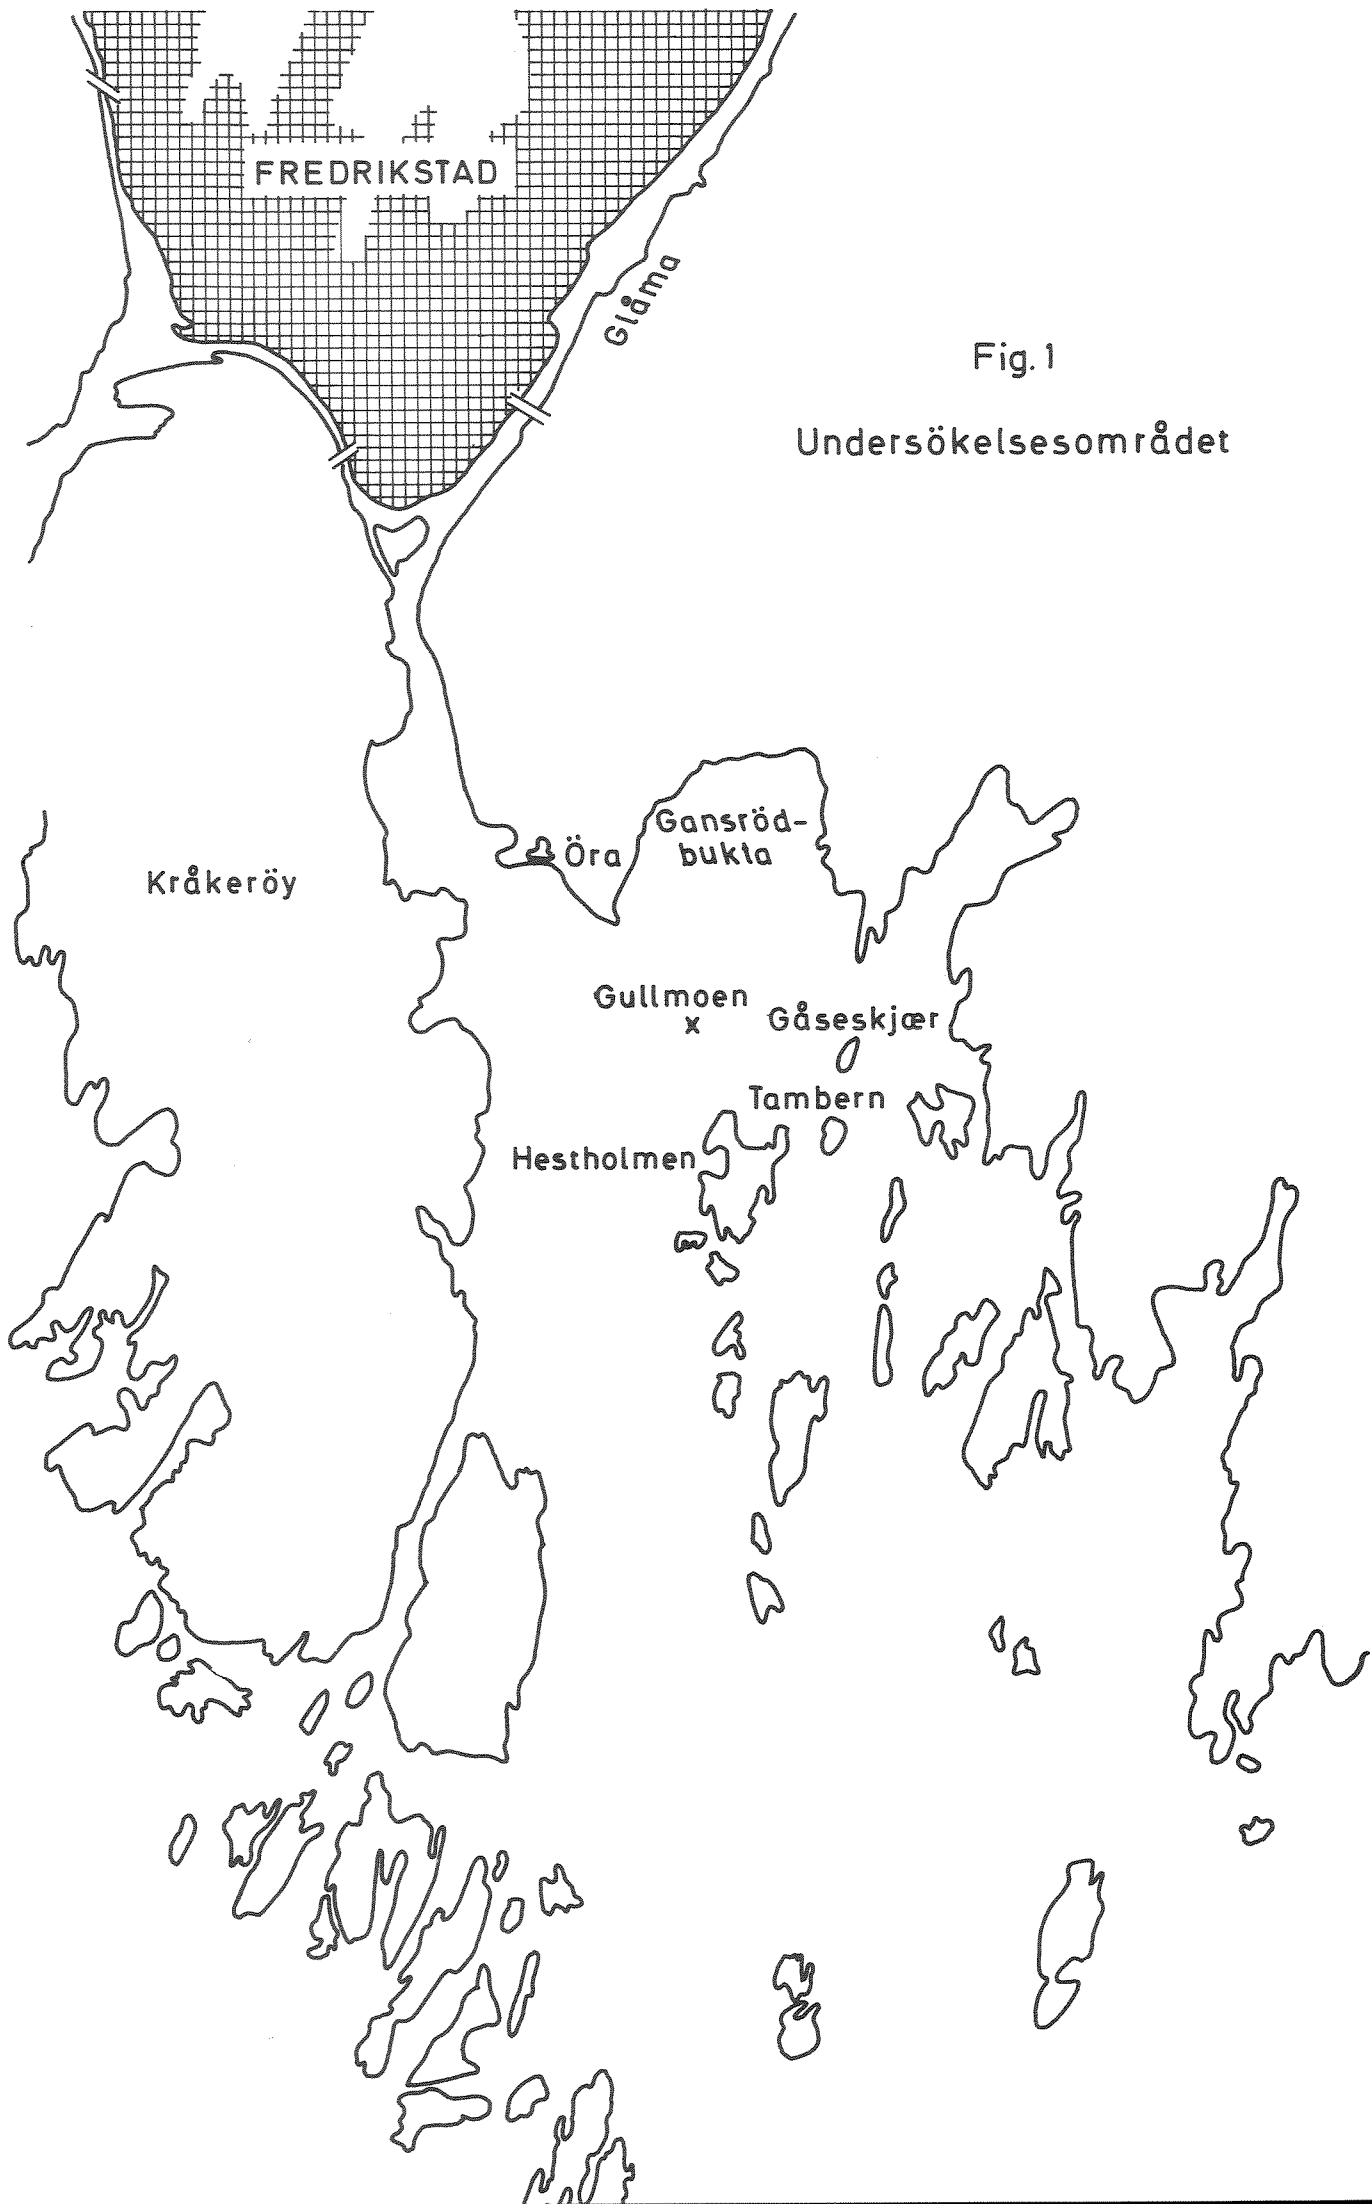 FREDRIKSTAD
Glåma
Fig. 1
Undersökelsesområdet
Gansröd-
bukta
Öra
Kråkeröy
Gullmoen
x
Gåseskjær
Tambern
Hestholmen